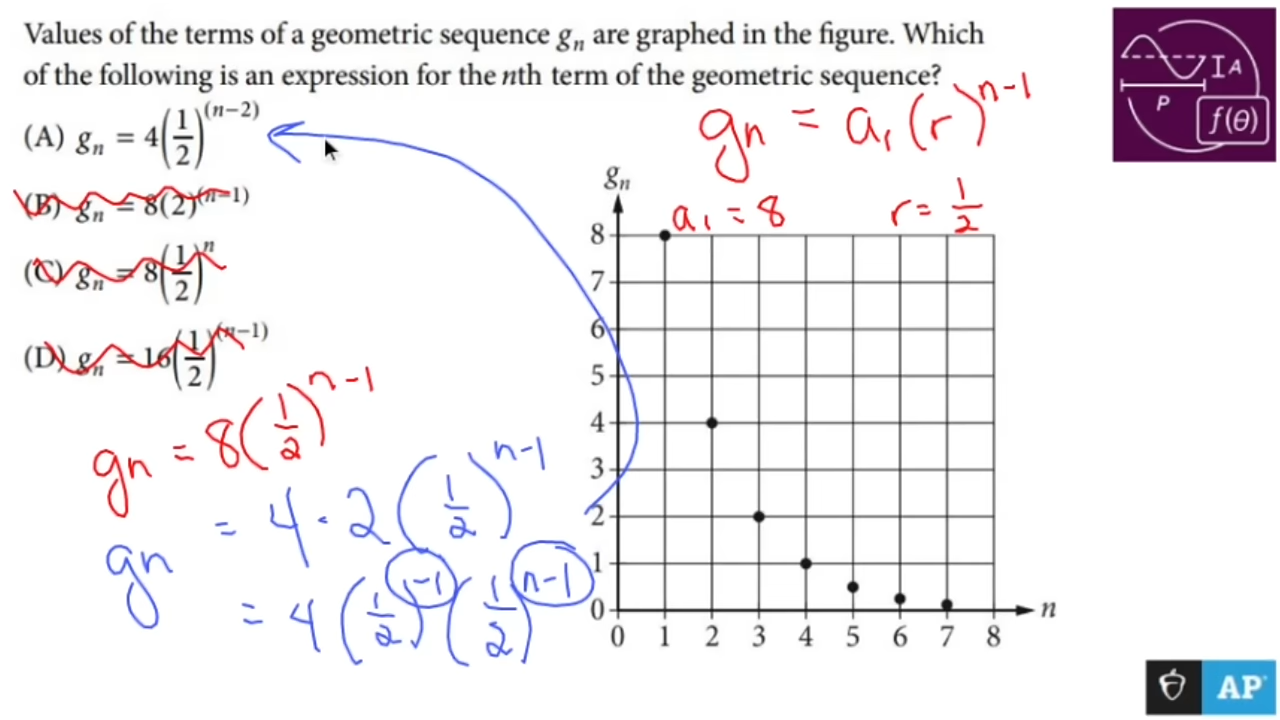 Values of the terms of a geometric sequence gₙ are graphed in the figure. Which
of the following is an expression for the nth term of the geometric sequence?
(A) gₙ = 4(1/2)^(n−2)
(B) gₙ = 8(2)^(n−1)
(C) gₙ = 8(1/2)^n
(D) gₙ = 16(1/2)^(n−1)
gn = a₁(r)^n-1
a₁ = 8 r = 1/2
gn = 8(1/2)^n-1
gn = 4 · 2(1/2)^n-1
= 4(1/2)^-1 (1/2)^n-1
gₙ
8
7
6
5
4
3
2
1
0
0 1 2 3 4 5 6 7 8 n
I A
P
f(θ)
AP